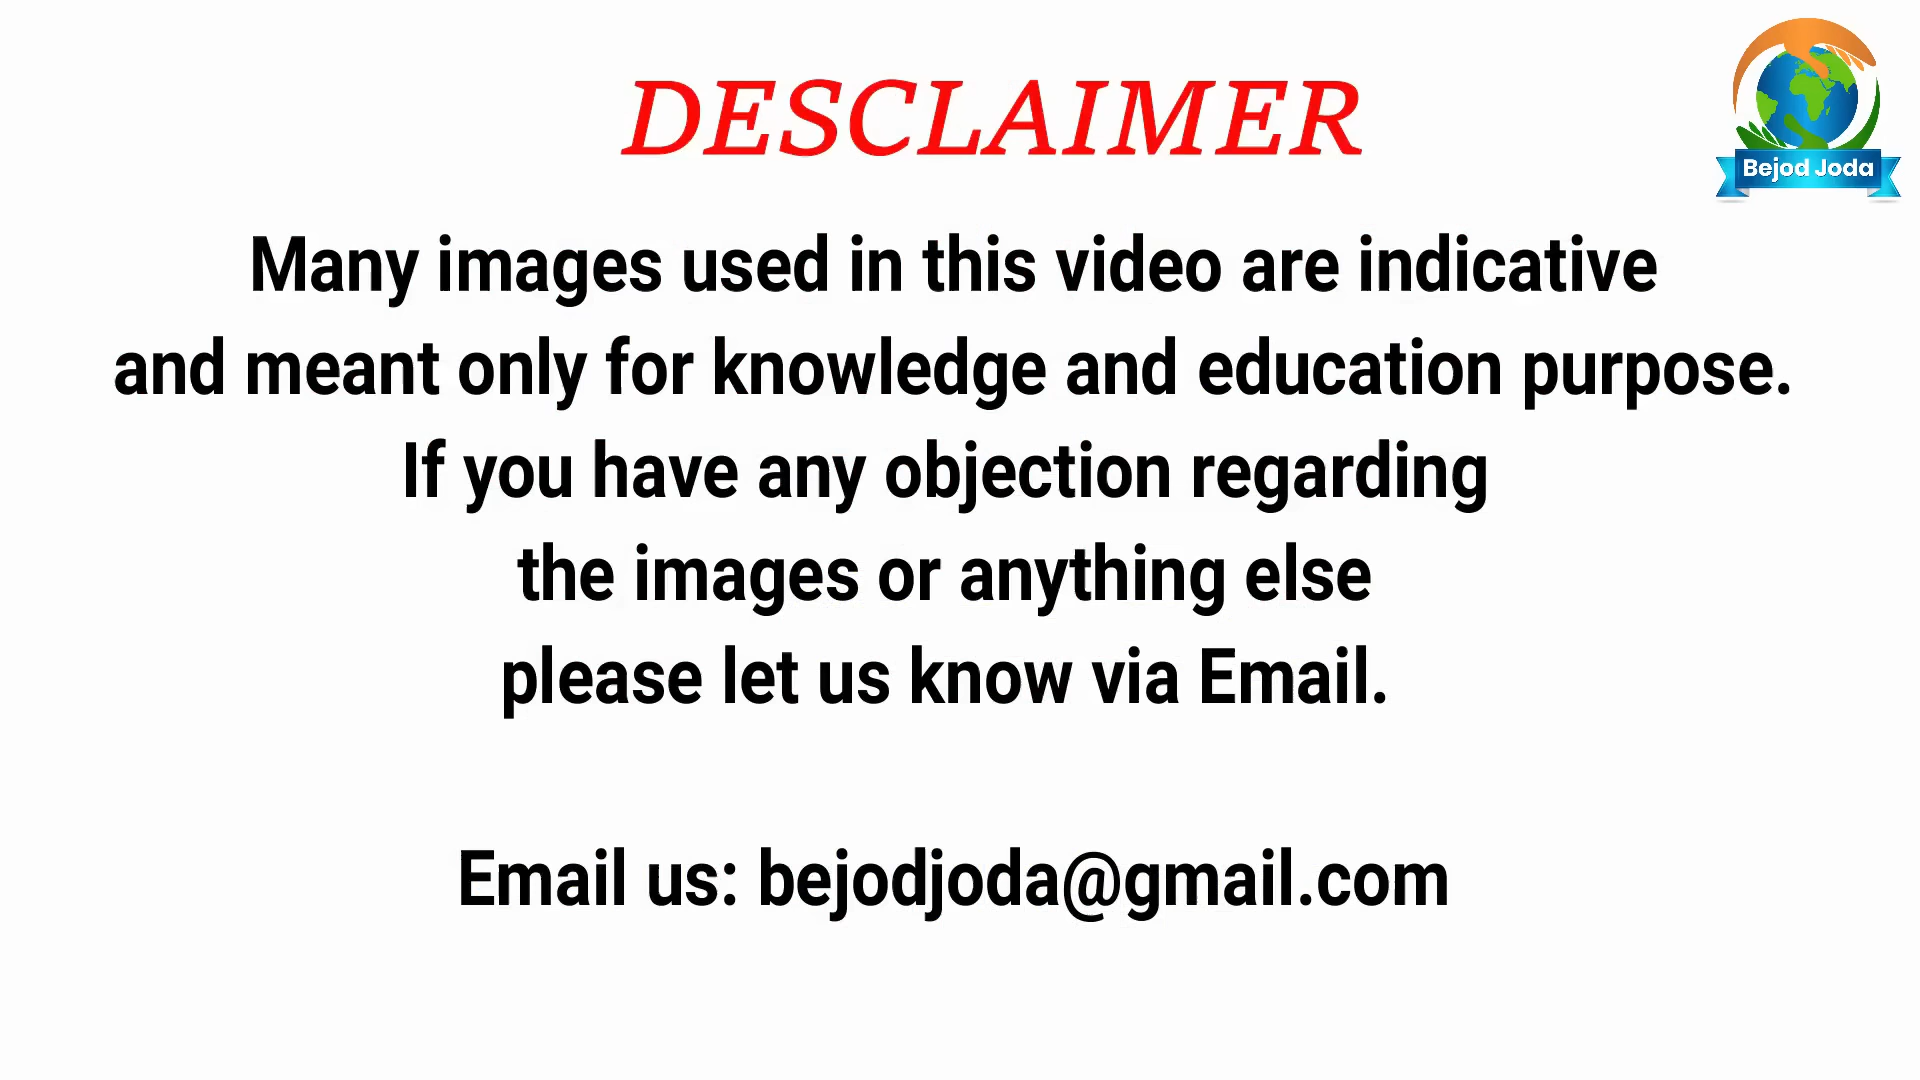 DESCLAIMER
Bejod Joda
Many images used in this video are indicative
and meant only for knowledge and education purpose.
If you have any objection regarding
the images or anything else
please let us know via Email.
Email us: bejodjoda@gmail.com